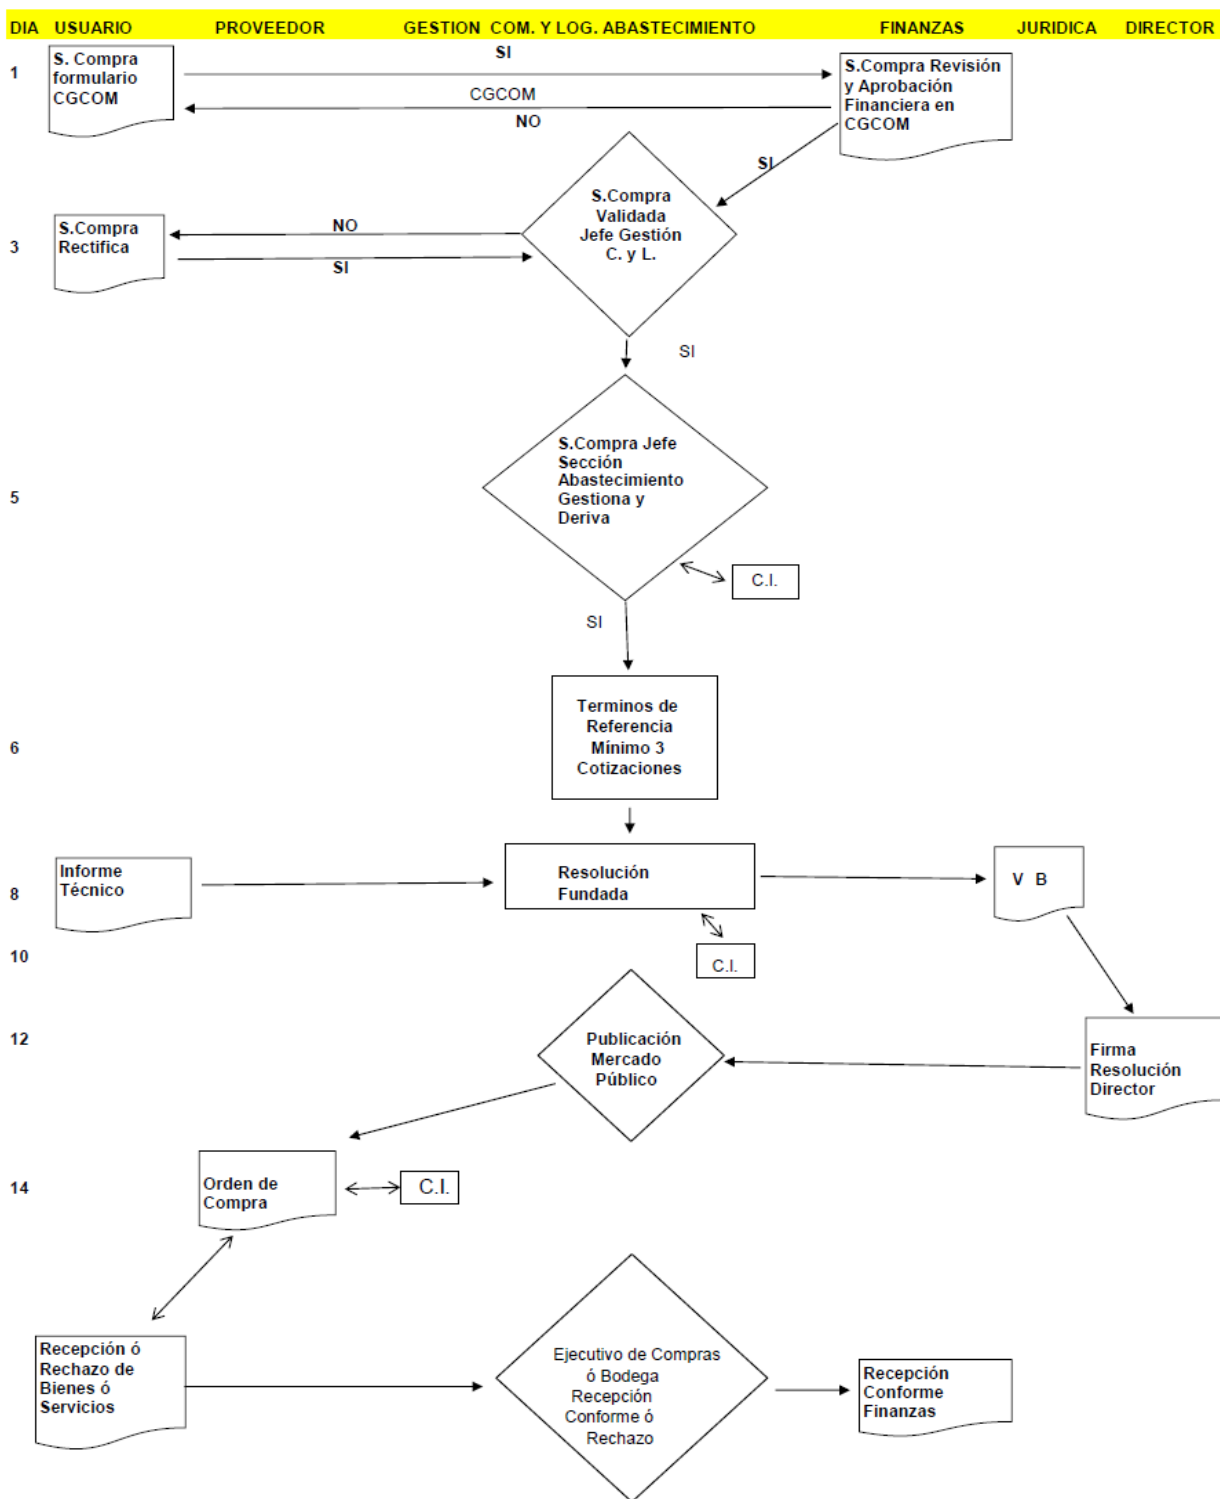 DIA USUARIO PROVEEDOR GESTION COM. Y LOG. ABASTECIMIENTO FINANZAS JURIDICA DIRECTOR
1
S. Compra
formulario
CGCOM
SI
CGCOM
NO
S.Compra Revisión
y Aprobación
Financiera en
CGCOM
SI
S.Compra
Validada
Jefe Gestión
C. y L.
3
S.Compra
Rectifica
NO
SI
SI
5
S.Compra Jefe
Sección
Abastecimiento
Gestiona y
Deriva
C.I.
SI
6
Terminos de
Referencia
Mínimo 3
Cotizaciones
8
Informe
Técnico
Resolución
Fundada
V B
10
C.I.
12
Publicación
Mercado
Público
Firma
Resolución
Director
14
Orden de
Compra
C.I.
Recepción ó
Rechazo de
Bienes ó
Servicios
Ejecutivo de Compras
ó Bodega
Recepción
Conforme ó
Rechazo
Recepción
Conforme
Finanzas